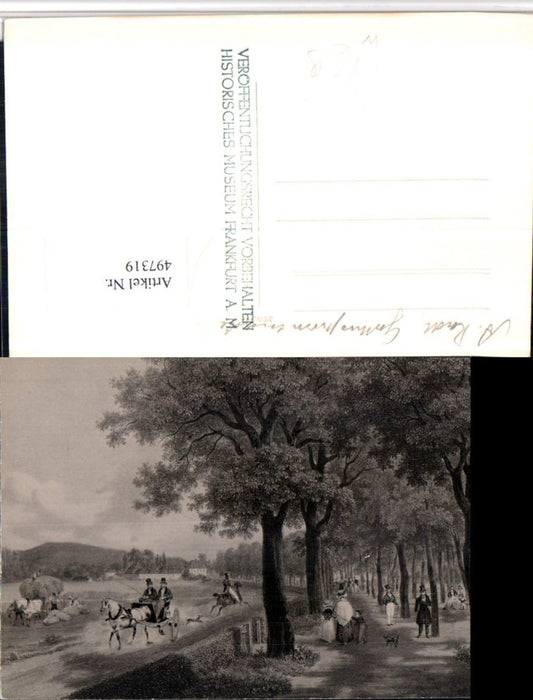 VERÖFFENTLICHUNGSRECHT VORBEHALTEN
HISTORISCHES MUSEUM FRANKFURT A. M.
Artikel Nr.
497319